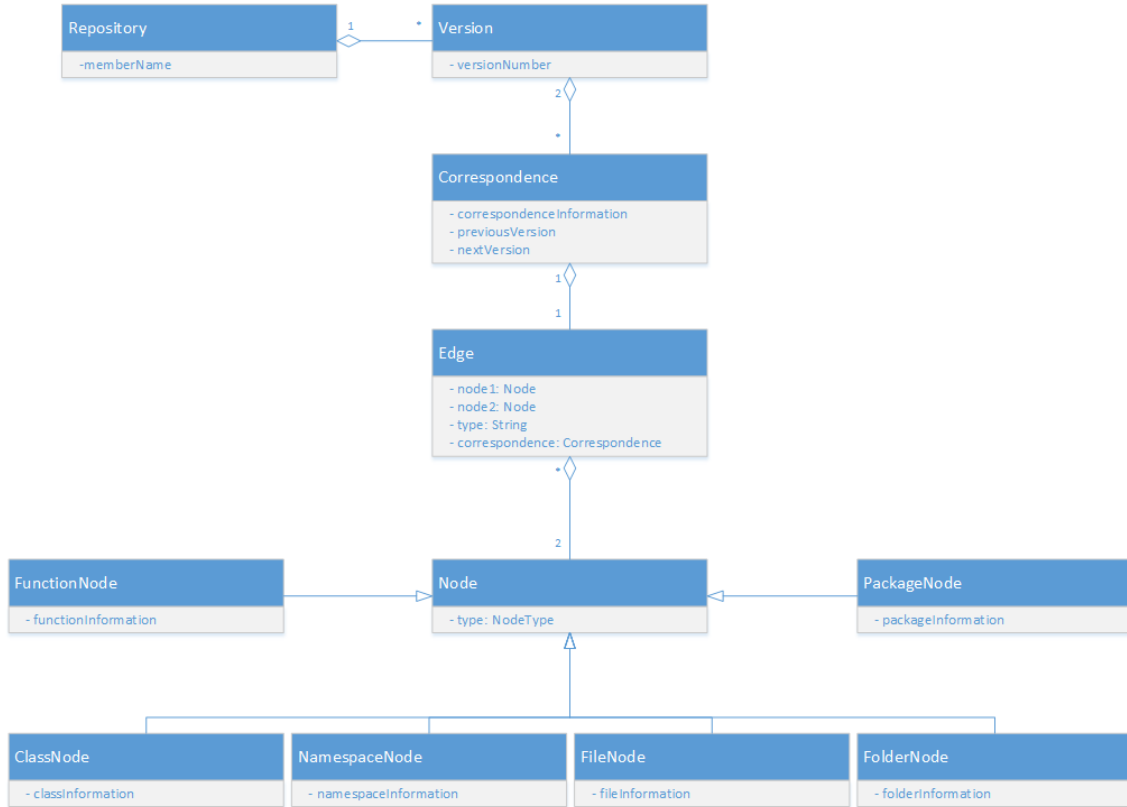 Repository
-memberName
1
*
Version
- versionNumber
2
*
Correspondence
- correspondenceInformation
- previousVersion
- nextVersion
1
1
Edge
- node1: Node
- node2: Node
- type: String
- correspondence: Correspondence
*
2
FunctionNode
- functionInformation
Node
- type: NodeType
PackageNode
- packageInformation
ClassNode
- classInformation
NamespaceNode
- namespaceInformation
FileNode
- fileInformation
FolderNode
- folderInformation